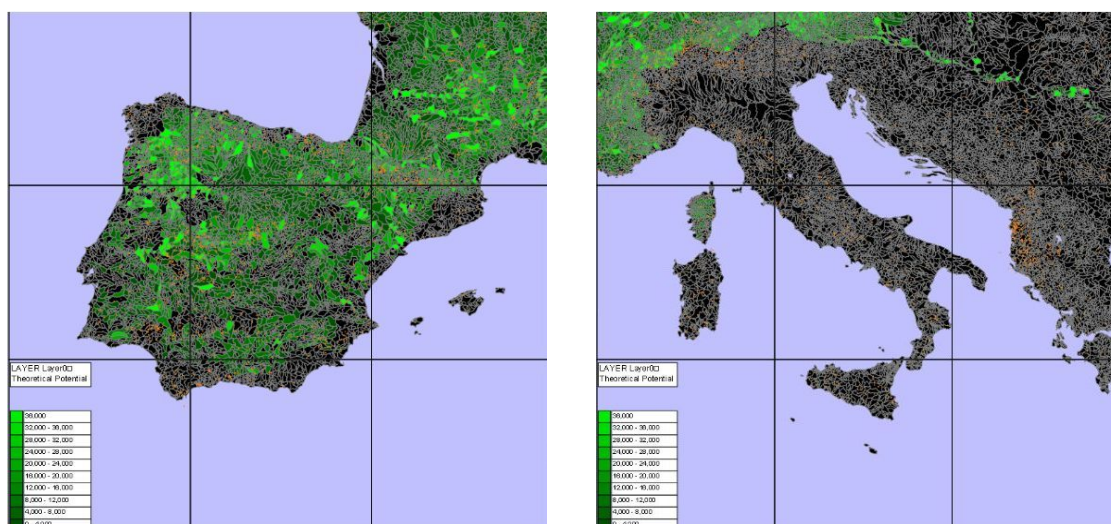 LAYER Layer0□
Theoretical Potential
36,000
32,000 - 36,000
28,000 - 32,000
24,000 - 28,000
20,000 - 24,000
16,000 - 20,000
12,000 - 16,000
8,000 - 12,000
4,000 - 8,000
0 - 4,000
LAYER Layer0□
Theoretical Potential
36,000
32,000 - 36,000
28,000 - 32,000
24,000 - 28,000
20,000 - 24,000
16,000 - 20,000
12,000 - 16,000
8,000 - 12,000
4,000 - 8,000